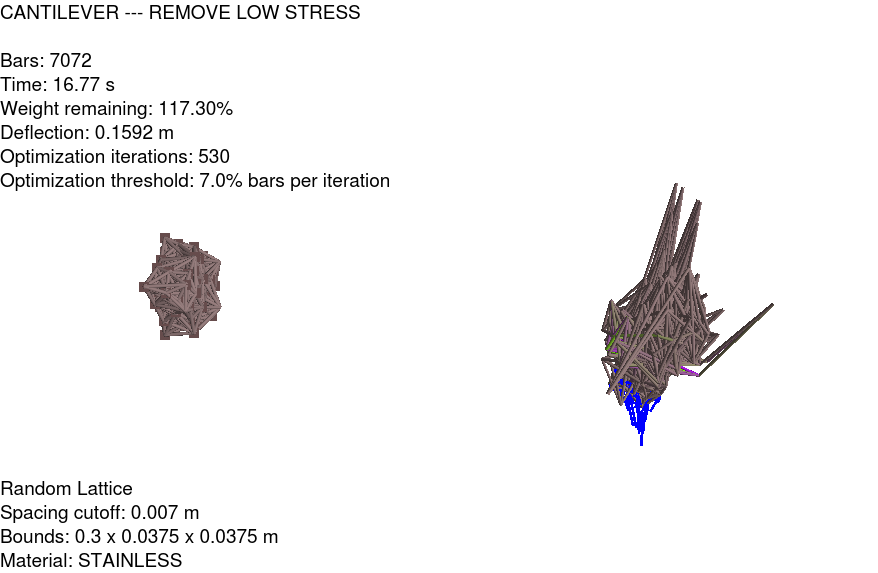 CANTILEVER --- REMOVE LOW STRESS
Bars: 7072
Time: 16.77 s
Weight remaining: 117.30%
Deflection: 0.1592 m
Optimization iterations: 530
Optimization threshold: 7.0% bars per iteration
Random Lattice
Spacing cutoff: 0.007 m
Bounds: 0.3 x 0.0375 x 0.0375 m
Material: STAINLESS